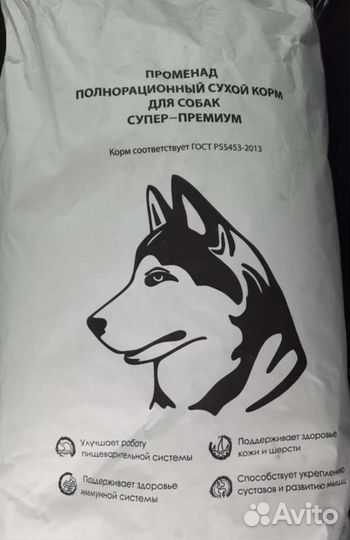 ПРОМЕНАД
ПОЛНОРАЦИОННЫЙ СУХОЙ КОРМ
ДЛЯ СОБАК
СУПЕР-ПРЕМИУМ
Корм соответствует ГОСТ Р55453-2013
Улучшает работу
пищеварительной системы
Поддерживает здоровье
кожи и шерсти
Поддерживает здоровье
иммунной системы
Способствует укреплению
суставов и развитию мышц
Avito